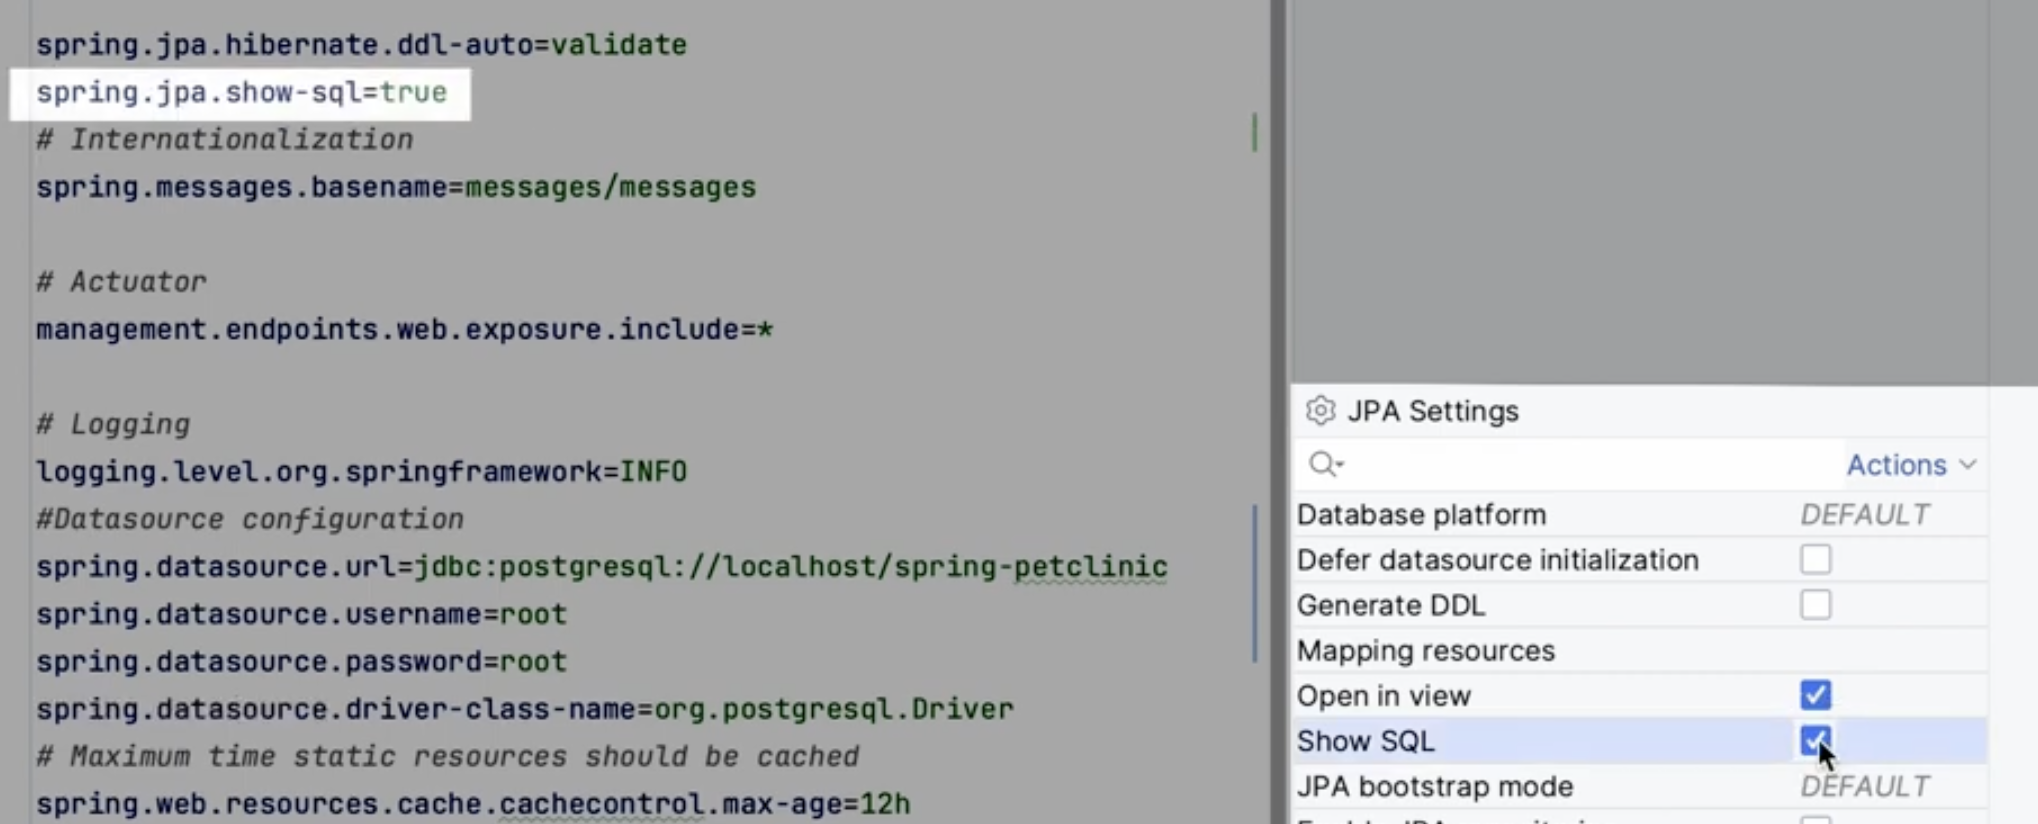 spring.jpa.hibernate.ddl-auto=validate
spring.jpa.show-sql=true
# Internationalization
spring.messages.basename=messages/messages
# Actuator
management.endpoints.web.exposure.include=*
# Logging
logging.level.org.springframework=INFO
#Datasource configuration
spring.datasource.url=jdbc:postgresql://localhost/spring-petclinic
spring.datasource.username=root
spring.datasource.password=root
spring.datasource.driver-class-name=org.postgresql.Driver
# Maximum time static resources should be cached
spring.web.resources.cache.cachecontrol.max-age=12h
JPA Settings
Actions
Database platform DEFAULT
Defer datasource initialization
Generate DDL
Mapping resources
Open in view
Show SQL
JPA bootstrap mode DEFAULT